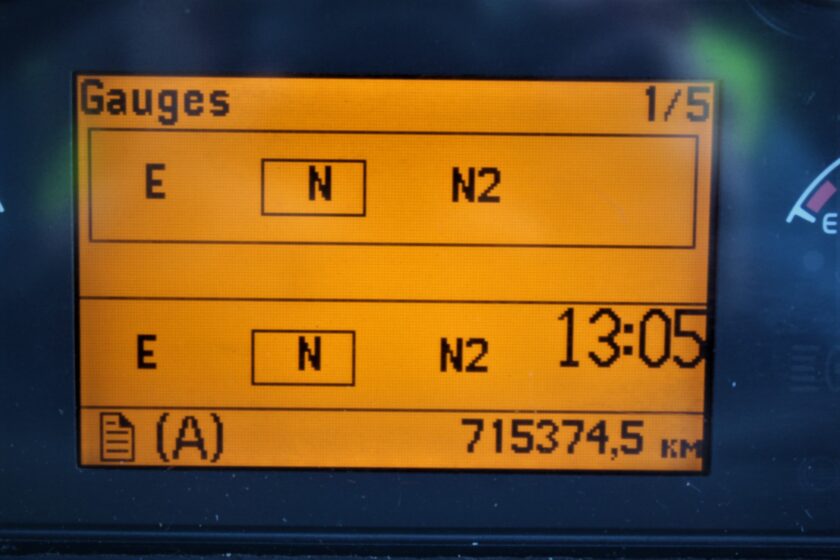 Gauges 1/5
E N N2
E N N2 13:05
(A) 715374,5 км
E